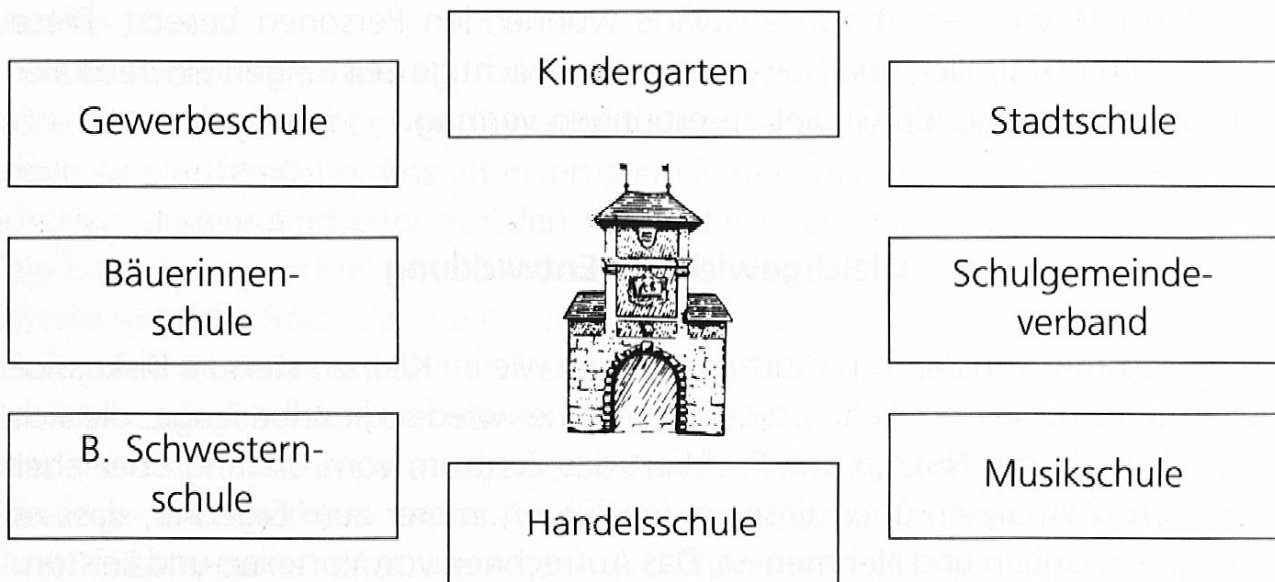 Kindergarten
Gewerbeschule
Stadtschule
Bäuerinnen-
schule
Schulgemeinde-
verband
B. Schwestern-
schule
Musikschule
Handelsschule